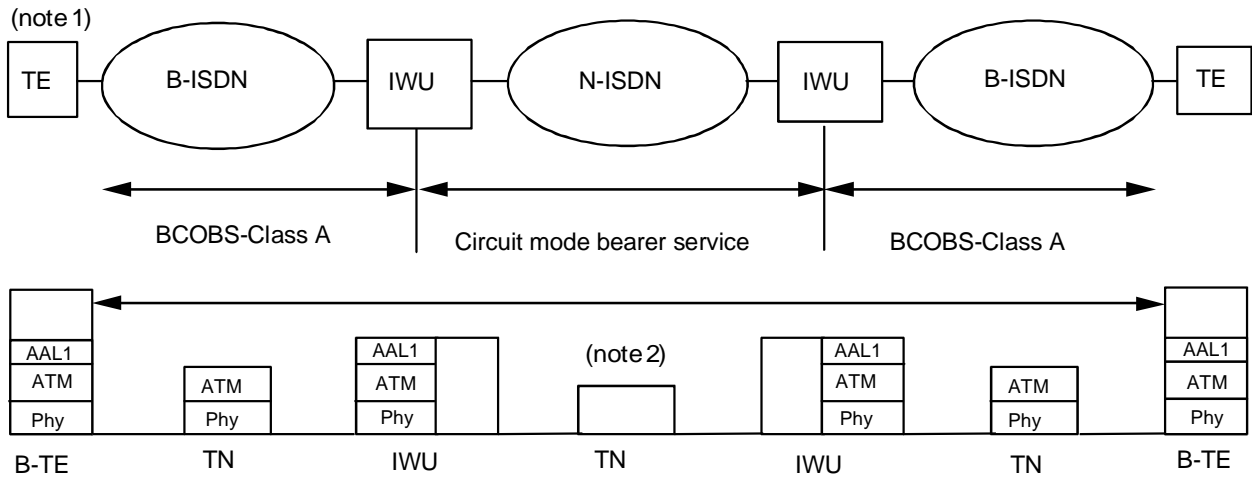 (note 1)
TE B-ISDN IWU N-ISDN IWU B-ISDN TE
BCOBS-Class A Circuit mode bearer service BCOBS-Class A
(note 2)
AAL1 AAL1 AAL1 AAL1
ATM ATM ATM ATM ATM ATM
Phy Phy Phy Phy Phy Phy
B-TE TN IWU TN IWU TN B-TE